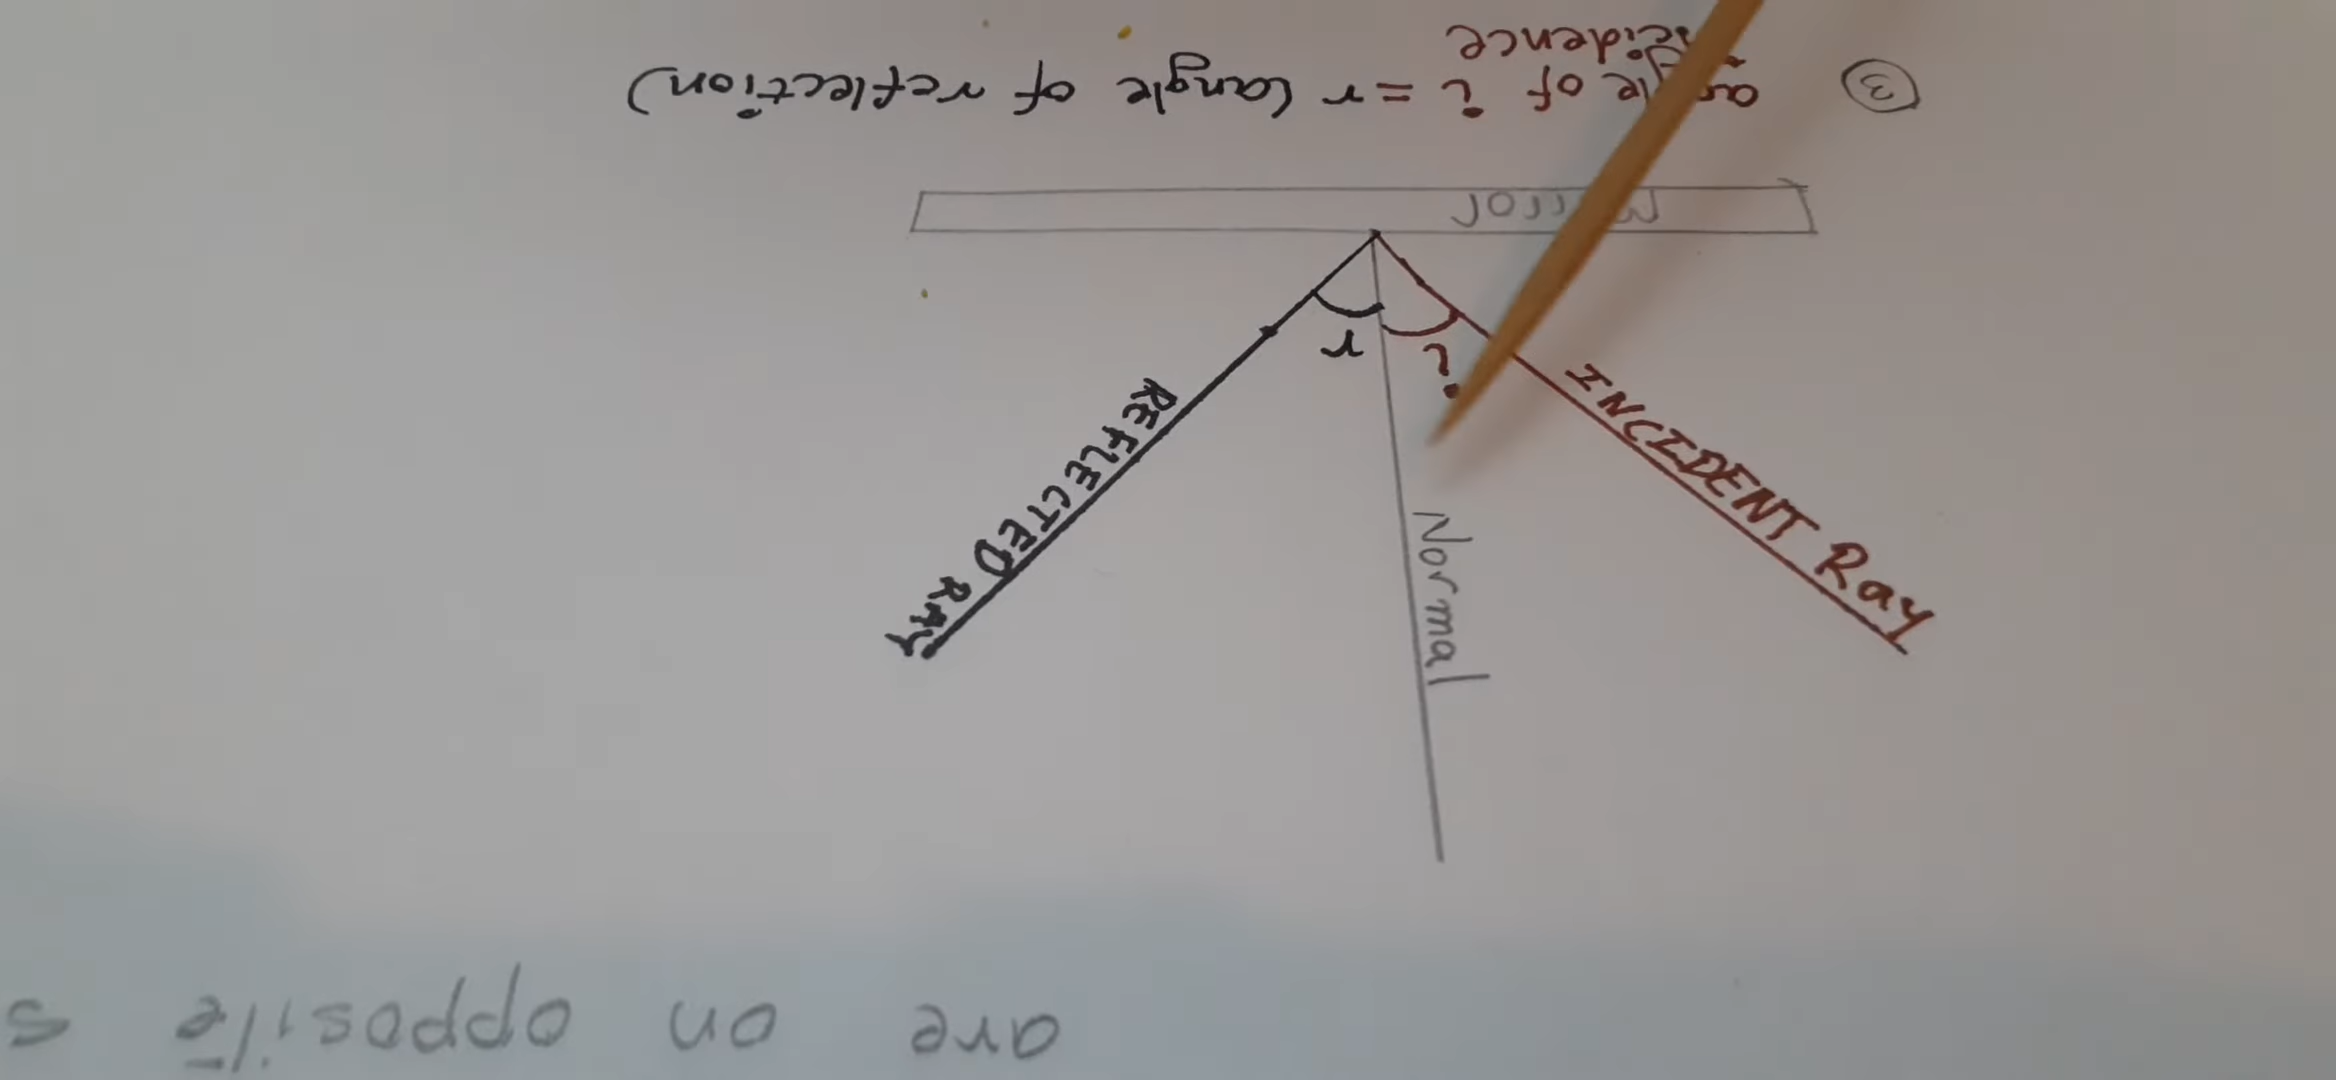 are on opposite s
Normal
INCIDENT Ray
REFLECTED RAY
i
r
Mirror
③ angle of i = r (angle of reflection)
incidence